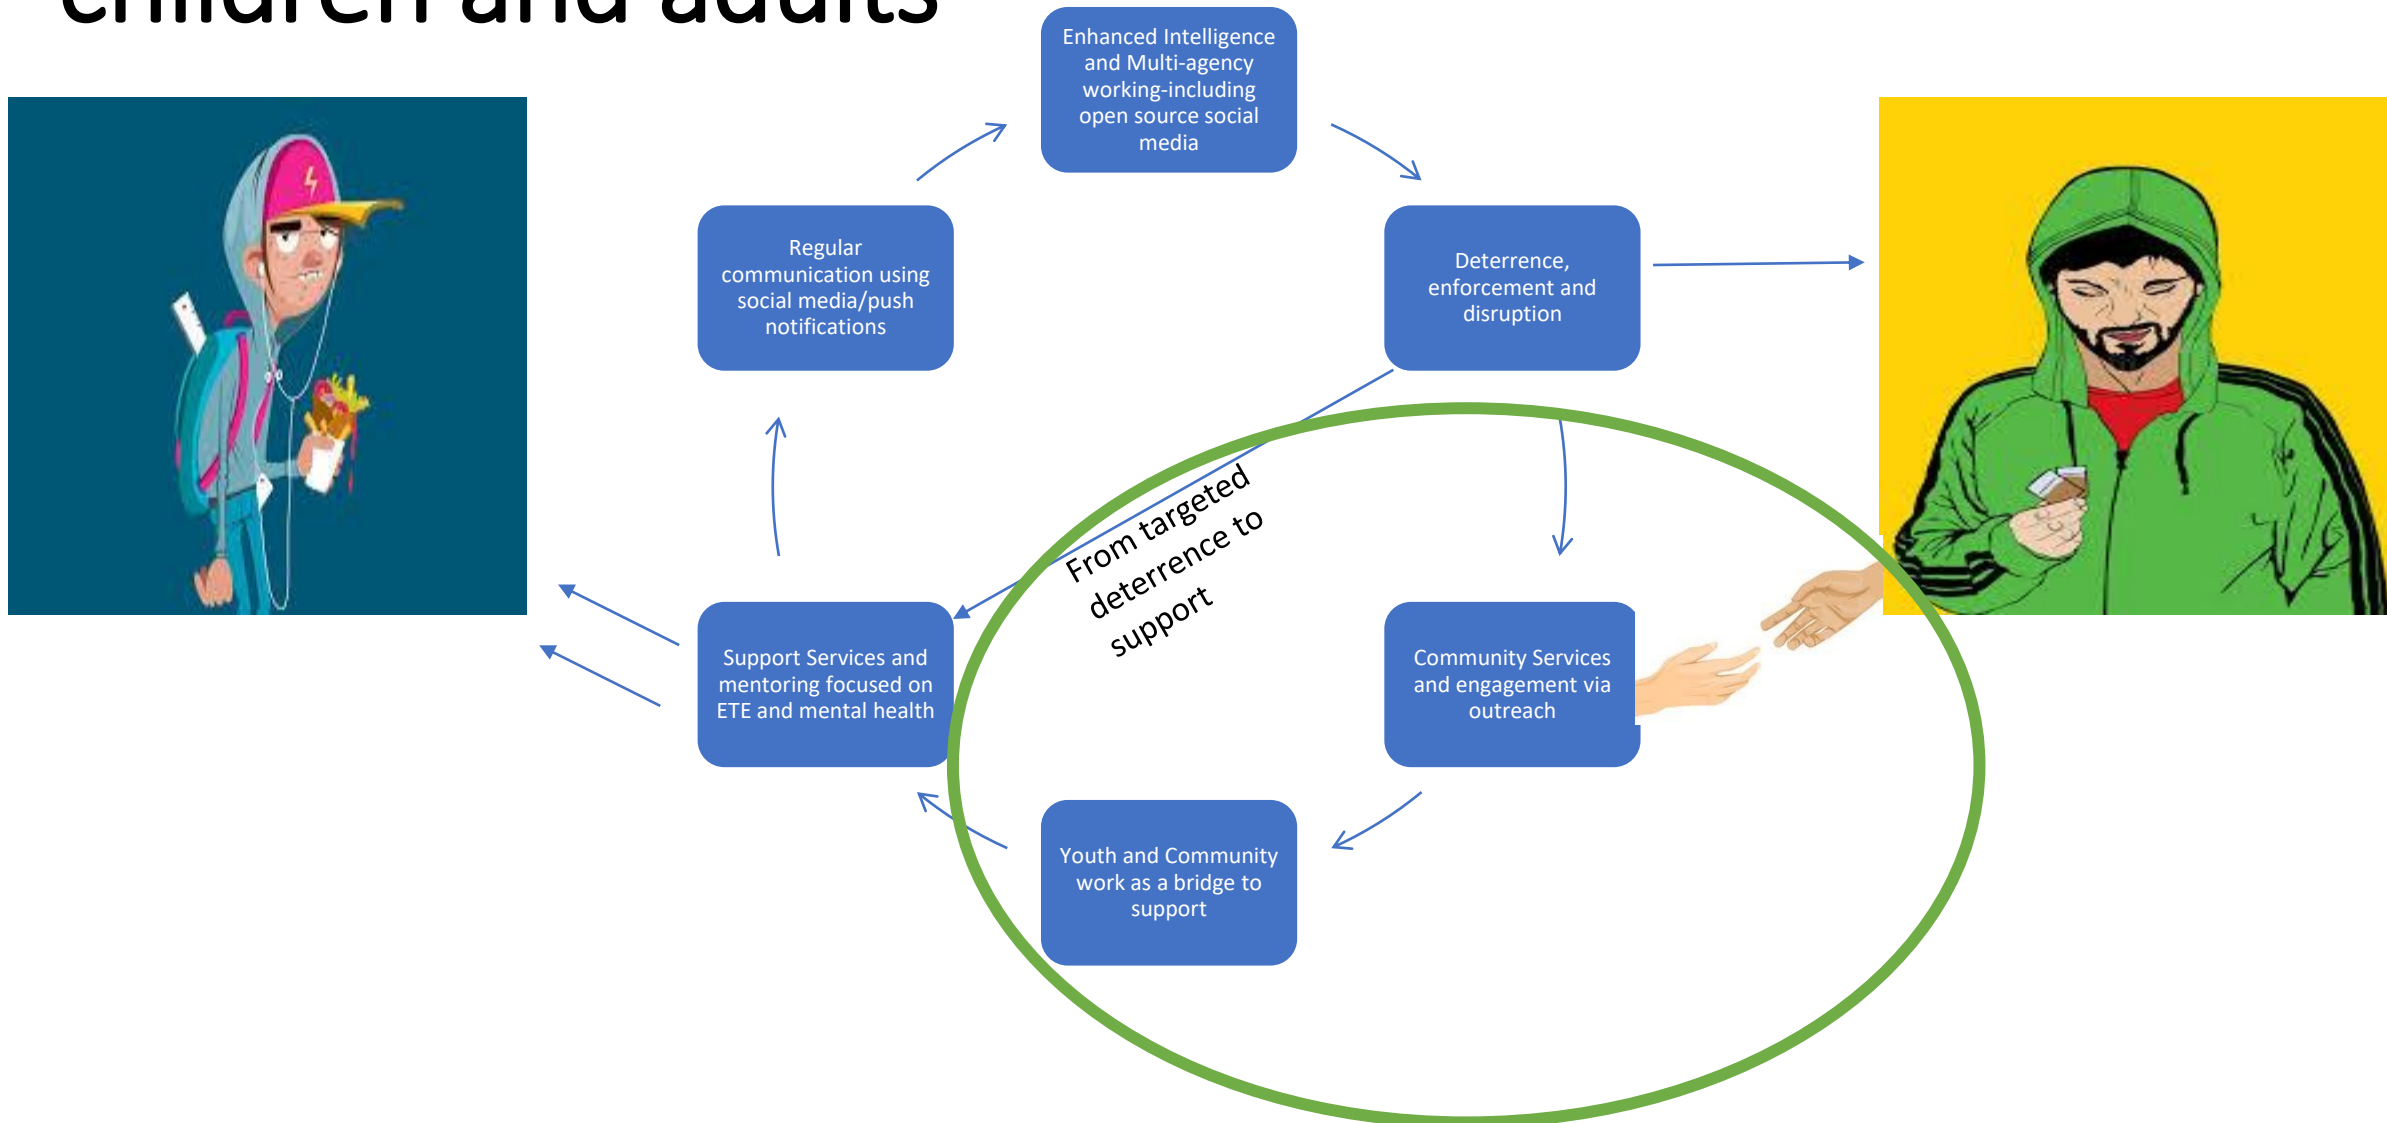 children and adults
Enhanced Intelligence
and Multi-agency
working-including
open source social
media
Regular
communication using
social media/push
notifications
Deterrence,
enforcement and
disruption
From targeted
deterrence to
support
Support Services and
mentoring focused on
ETE and mental health
Community Services
and engagement via
outreach
Youth and Community
work as a bridge to
support